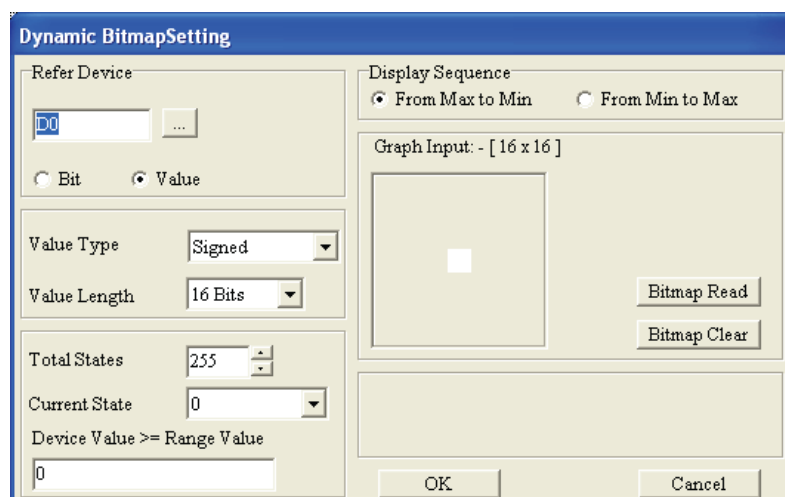 Dynamic BitmapSetting
Refer Device
D0
...
Bit
Value
Value Type
Signed
Value Length
16 Bits
Total States
255
Current State
0
Device Value >= Range Value
0
Display Sequence
From Max to Min
From Min to Max
Graph Input: - [ 16 x 16 ]
Bitmap Read
Bitmap Clear
OK
Cancel